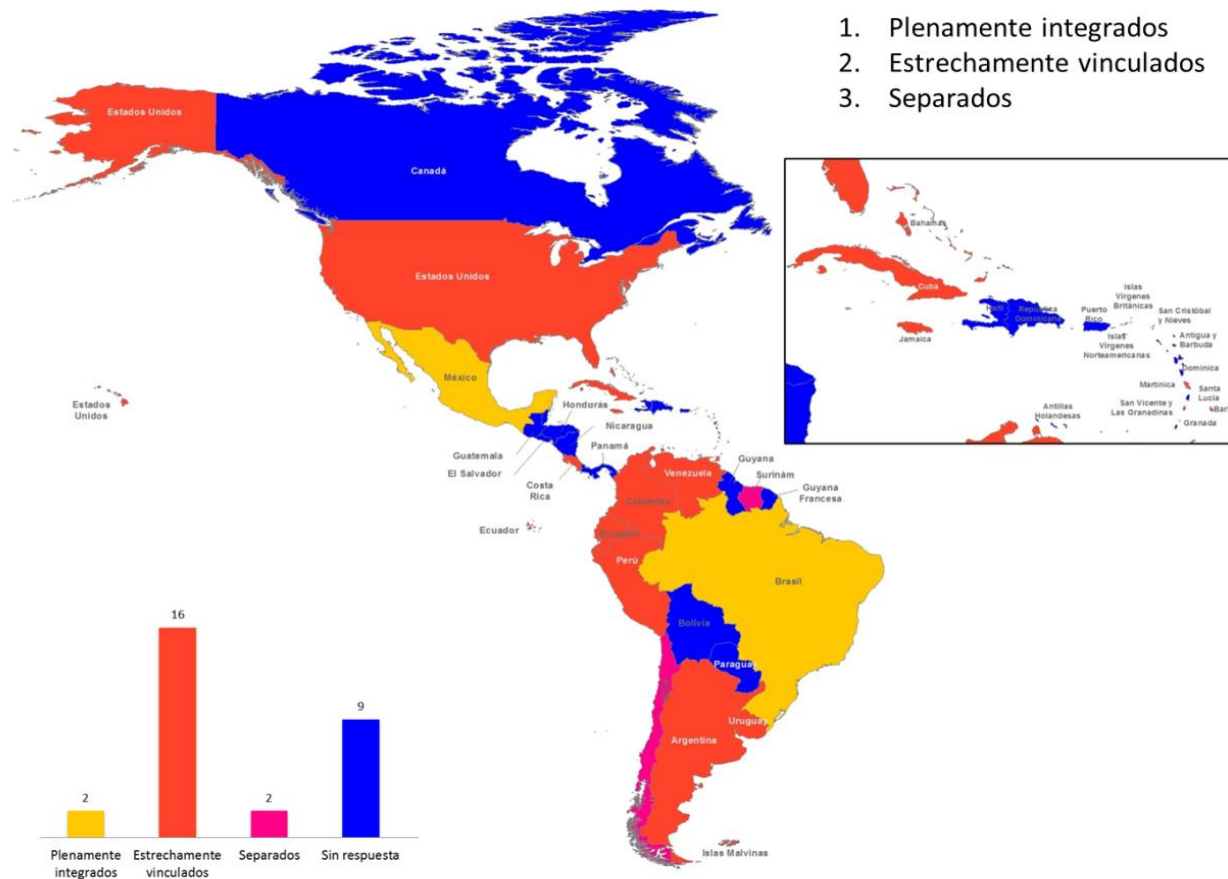 1. Plenamente integrados
2. Estrechamente vinculados
3. Separados
Estados Unidos
Canadá
Estados Unidos
México
Estados
Unidos
Honduras
Nicaragua
Guatemala
El Salvador
Panamá
Costa
Rica
Venezuela
Guyana
Surinám
Guyana
Francesa
Colombia
Ecuador
Ecuador
Perú
Brasíl
Bolivia
Paraguay
Uruguay
Argentina
Islas Malvinas
Bahamas
Cuba
Jamaica
Haití
República
Dominicana
Puerto
Rico
Islas
Vírgenes
Británicas
Islas
Vírgenes
Norteamericanas
San Cristóbal
y Nieves
Antigua y
Barbuda
Dominica
Martinica
Santa
Lucía
San Vicente y
Las Granadinas
Bar
Granada
Antillas
Holandesas
2
16
2
9
Plenamente
integrados
Estrechamente
vinculados
Separados
Sin respuesta